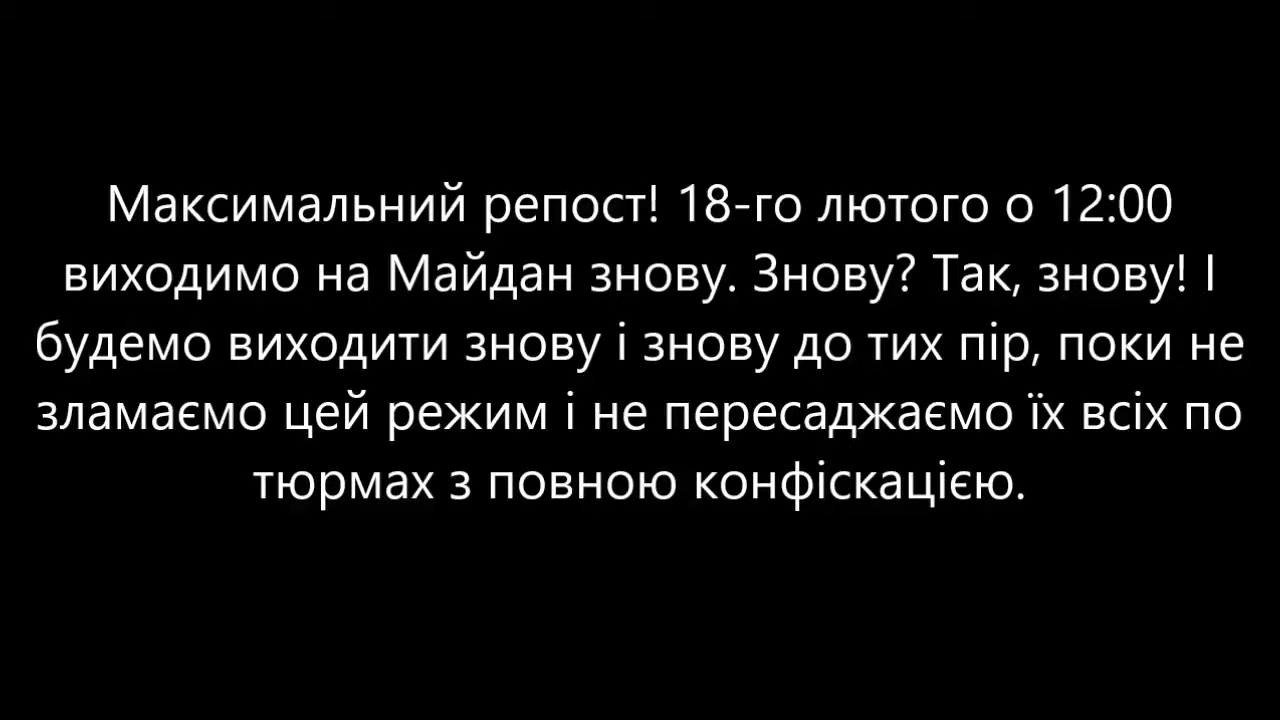 Максимальний репост! 18-го лютого о 12:00
виходимо на Майдан знову. Знову? Так, знову! І
будемо виходити знову і знову до тих пір, поки не
зламаємо цей режим і не пересаджаємо їх всіх по
тюрмах з повною конфіскацією.